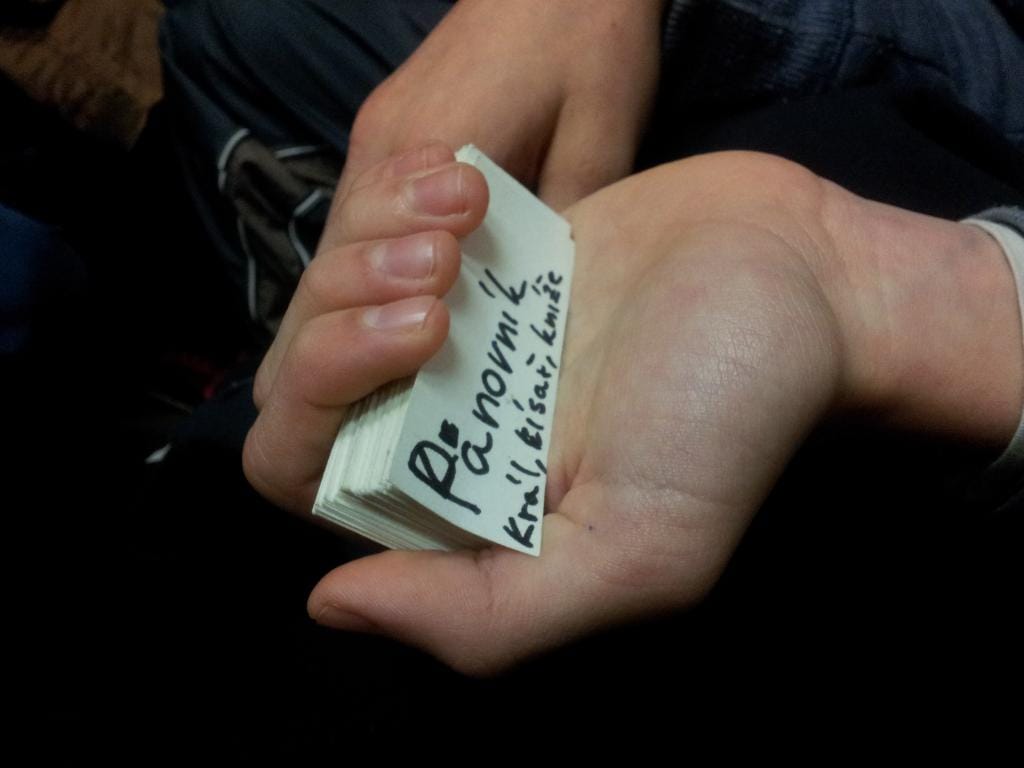 Panovník
král, císař, kníže